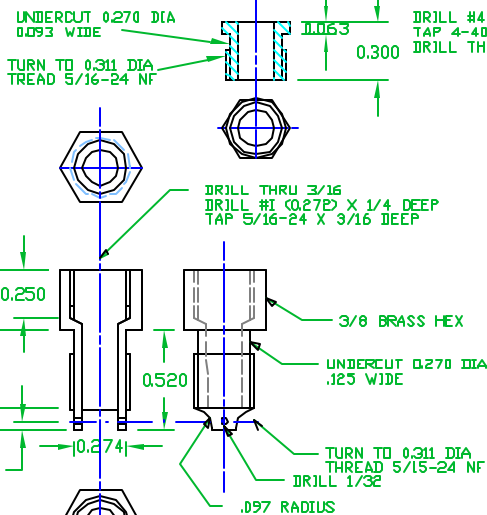 UNDERCUT 0.270 DIA
0.093 WIDE
TURN TO 0.311 DIA
TREAD 5/16-24 NF
0.063
0.300
DRILL #4
TAP 4-40
DRILL TH
DRILL THRU 3/16
DRILL #I (0.272) X 1/4 DEEP
TAP 5/16-24 X 3/16 DEEP
0.250
3/8 BRASS HEX
UNDERCUT 0.270 DIA
.125 WIDE
0.520
0.274
TURN TO 0.311 DIA
THREAD 5/15-24 NF
DRILL 1/32
.097 RADIUS